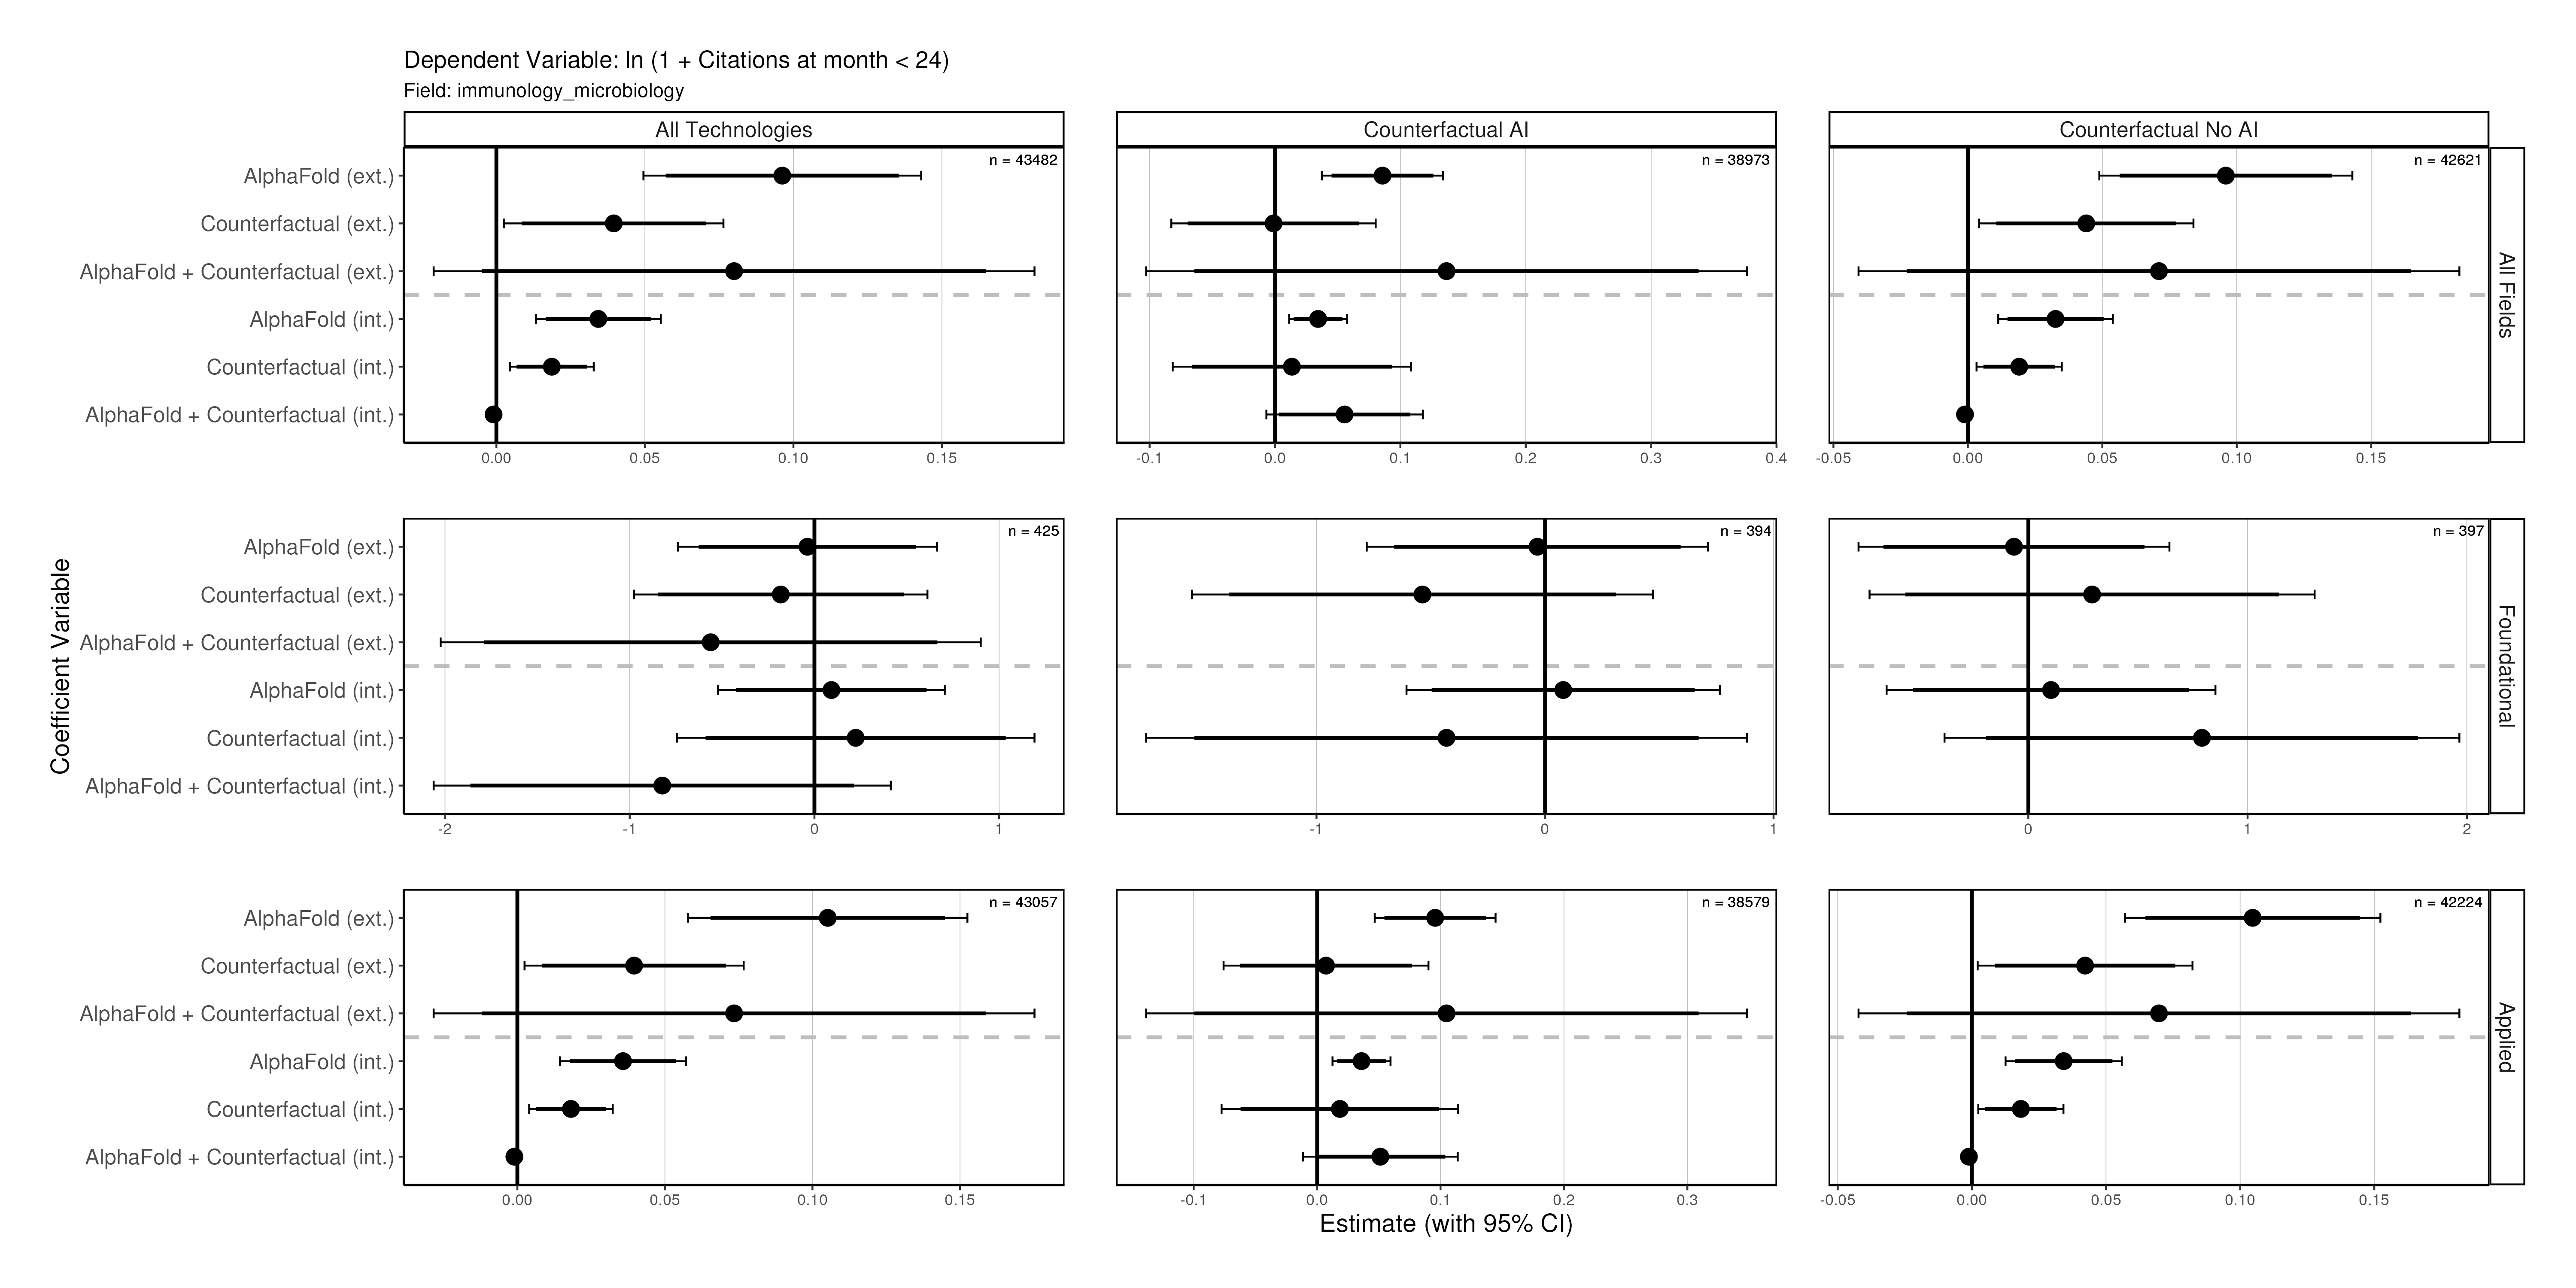 Dependent Variable: ln (1 + Citations at month < 24)
Field: immunology_microbiology
All Technologies
Counterfactual AI
Counterfactual No AI
n = 43482
n = 38973
n = 42621
AlphaFold (ext.)
Counterfactual (ext.)
AlphaFold + Counterfactual (ext.)
AlphaFold (int.)
Counterfactual (int.)
AlphaFold + Counterfactual (int.)
All Fields
0.00 0.05 0.10 0.15
-0.1 0.0 0.1 0.2 0.3 0.4
-0.05 0.00 0.05 0.10 0.15
n = 425
n = 394
n = 397
AlphaFold (ext.)
Counterfactual (ext.)
AlphaFold + Counterfactual (ext.)
AlphaFold (int.)
Counterfactual (int.)
AlphaFold + Counterfactual (int.)
Foundational
Coefficient Variable
-2 -1 0 1
-1 0 1
0 1 2
n = 43057
n = 38579
n = 42224
AlphaFold (ext.)
Counterfactual (ext.)
AlphaFold + Counterfactual (ext.)
AlphaFold (int.)
Counterfactual (int.)
AlphaFold + Counterfactual (int.)
Applied
0.00 0.05 0.10 0.15
-0.1 0.0 0.1 0.2 0.3
-0.05 0.00 0.05 0.10 0.15
Estimate (with 95% CI)